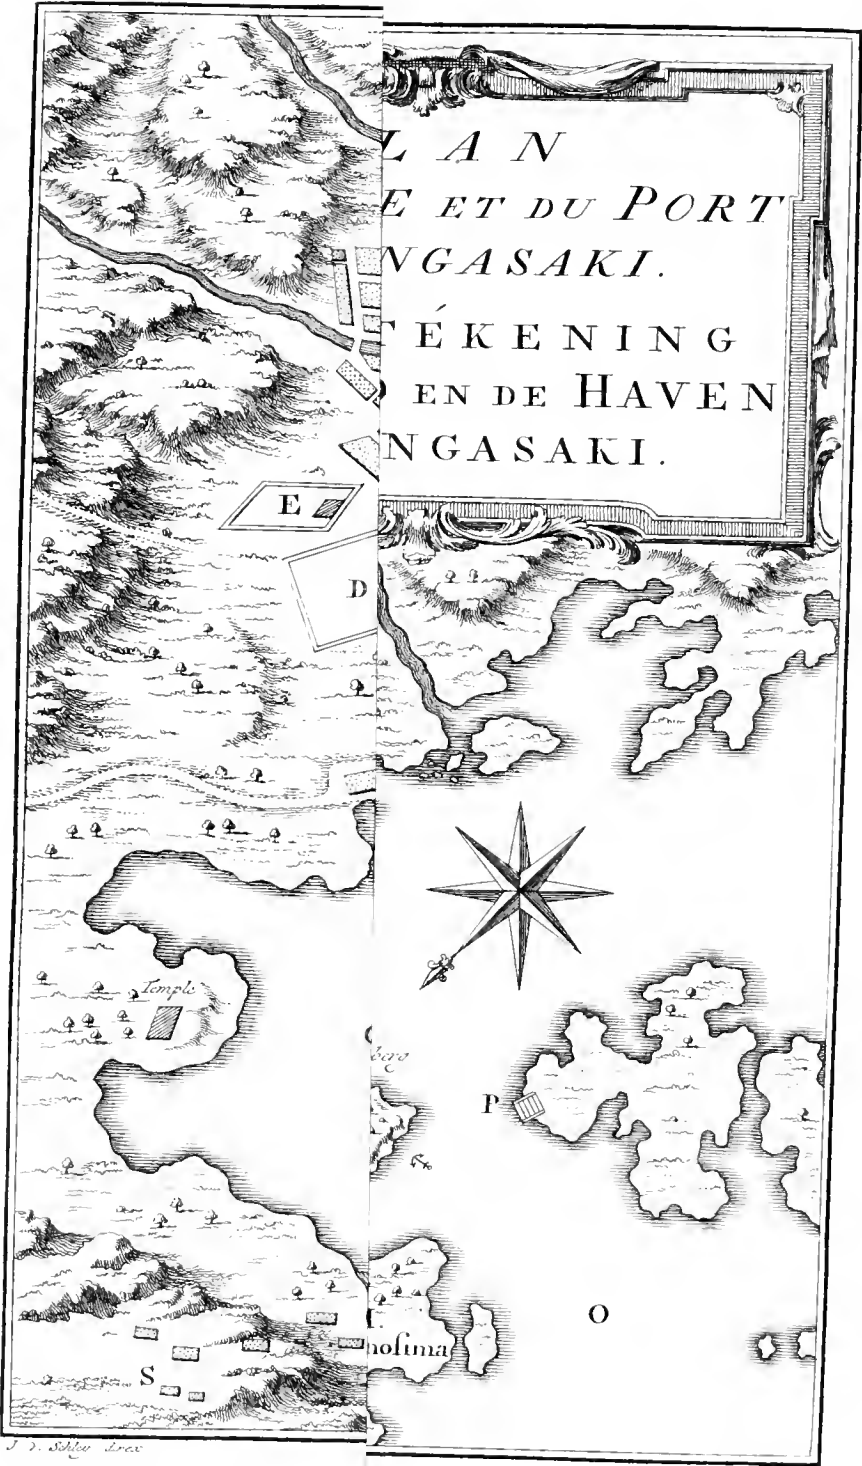 LAN
E ET DU PORT
NGASAKI.
TÉKENING
EN DE HAVEN
NGASAKI.
E
D
Temple
berg
P
O
nosima
S
J. V. Schley direx